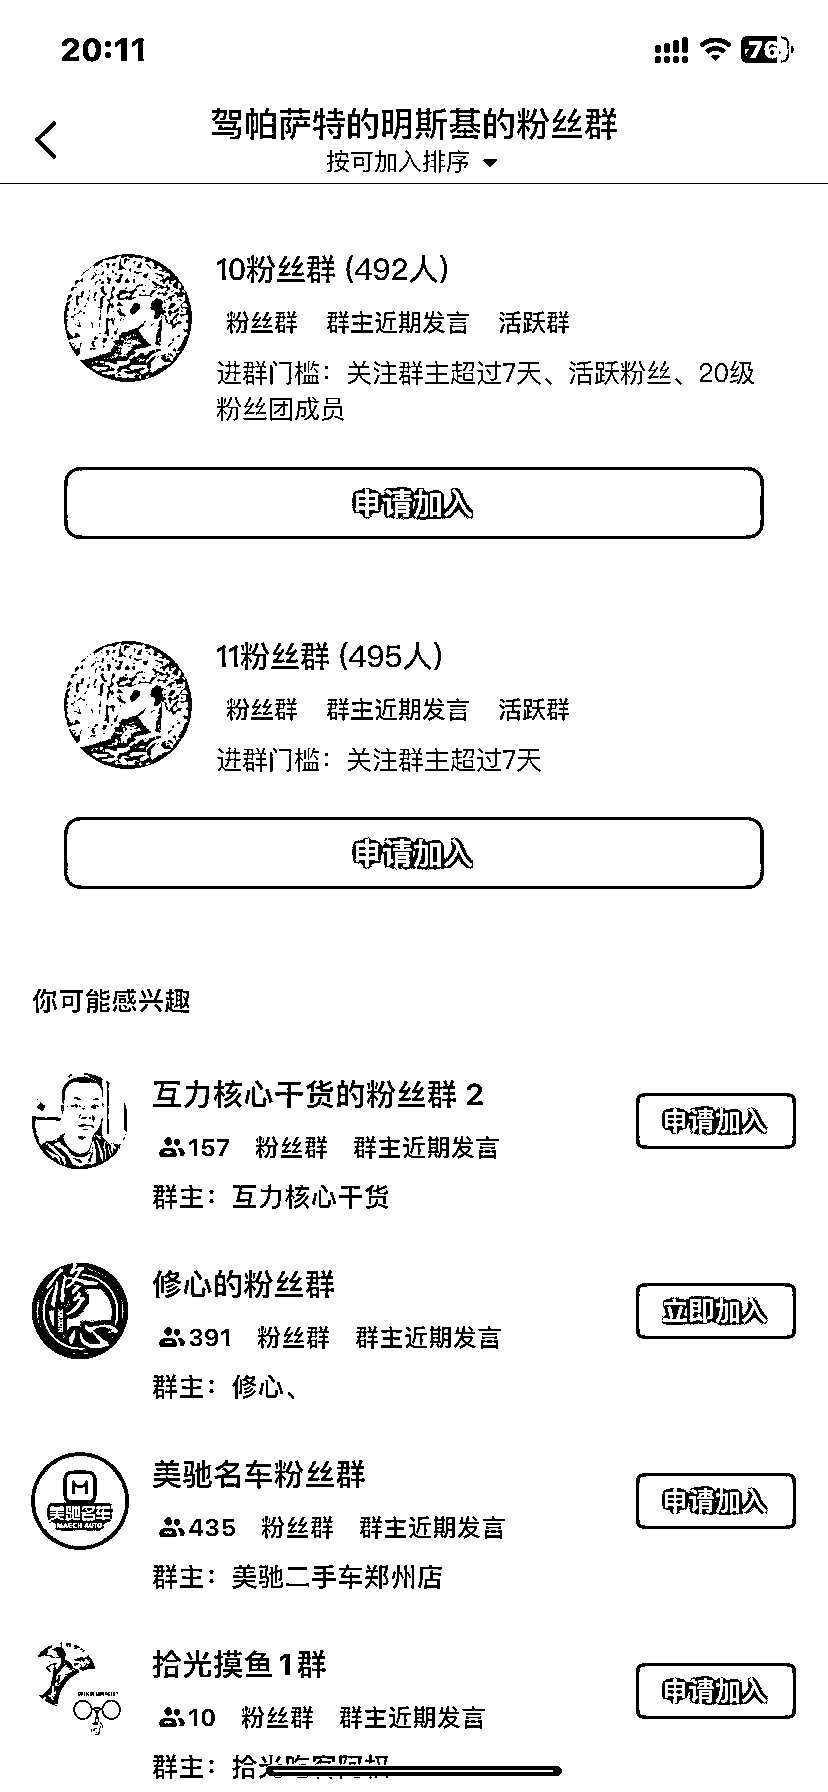 20:11
76
驾帕萨特的明斯基的粉丝群
按可加入排序
10粉丝群 (492人)
粉丝群 群主近期发言 活跃群
进群门槛：关注群主超过7天、活跃粉丝、20级
粉丝团成员
申请加入
11粉丝群 (495人)
粉丝群 群主近期发言 活跃群
进群门槛：关注群主超过7天
申请加入
你可能感兴趣
互力核心干货的粉丝群 2
申请加入
157 粉丝群 群主近期发言
群主：互力核心干货
修心
修心的粉丝群
立即加入
391 粉丝群 群主近期发言
群主：修心、
美驰名车
美驰名车粉丝群
申请加入
435 粉丝群 群主近期发言
群主：美驰二手车郑州店
拾光摸鱼1群
申请加入
10 粉丝群 群主近期发言
群主：拾光